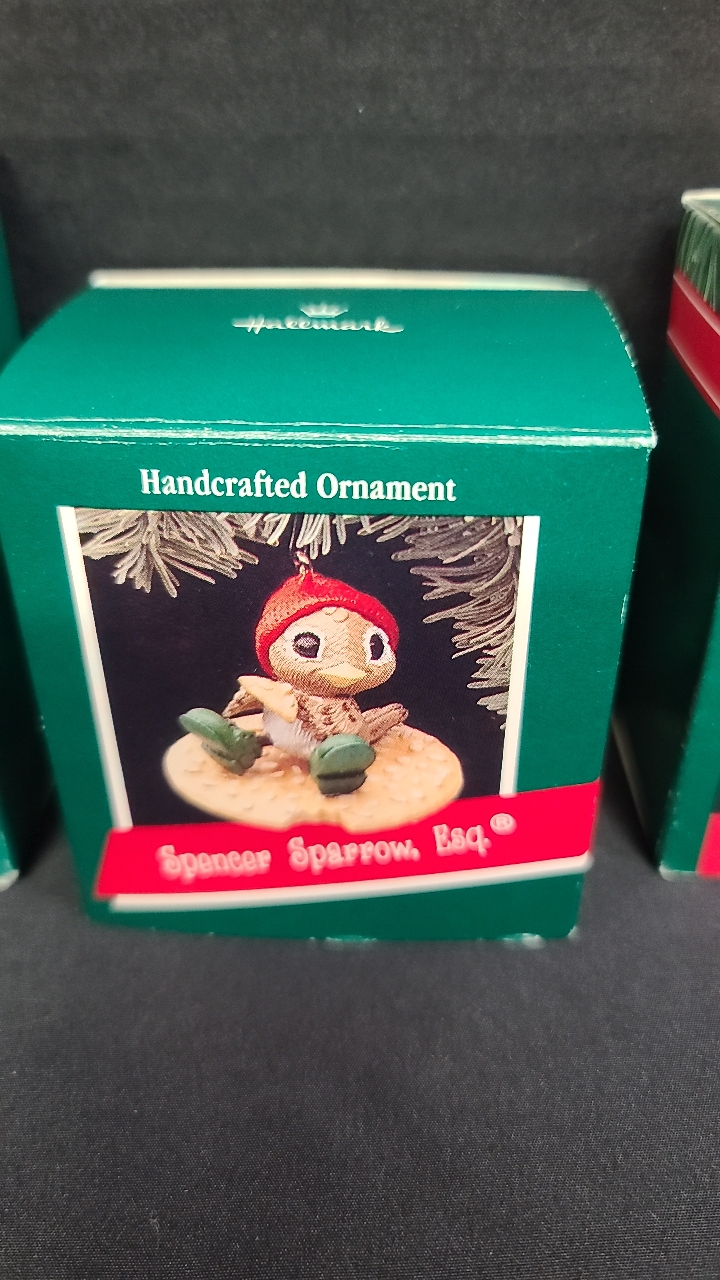 Hallmark
Handcrafted Ornament
Spencer Sparrow, Esq.®